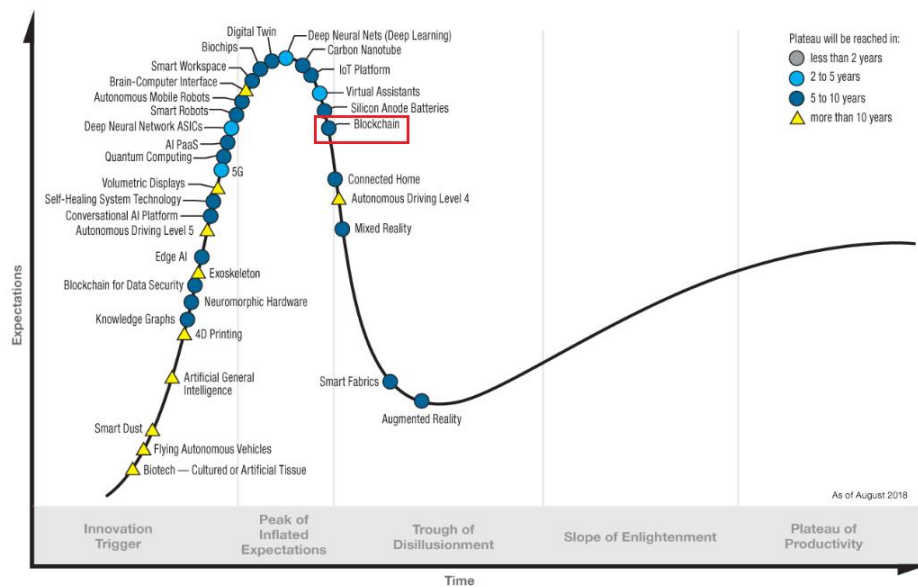 Digital Twin
Biochips
Smart Workspace
Brain-Computer Interface
Autonomous Mobile Robots
Smart Robots
Deep Neural Network ASICs
AI PaaS
Quantum Computing
5G
Volumetric Displays
Self-Healing System Technology
Conversational AI Platform
Autonomous Driving Level 5
Edge AI
Exoskeleton
Blockchain for Data Security
Neuromorphic Hardware
Knowledge Graphs
4D Printing
Artificial General
Intelligence
Smart Dust
Flying Autonomous Vehicles
Biotech — Cultured or Artificial Tissue
Deep Neural Nets (Deep Learning)
Carbon Nanotube
IoT Platform
Virtual Assistants
Silicon Anode Batteries
Blockchain
Connected Home
Autonomous Driving Level 4
Mixed Reality
Smart Fabrics
Augmented Reality
Plateau will be reached in:
less than 2 years
2 to 5 years
5 to 10 years
more than 10 years
As of August 2018
Expectations
Innovation
Trigger
Peak of
Inflated
Expectations
Trough of
Disillusionment
Slope of Enlightenment
Plateau of
Productivity
Time